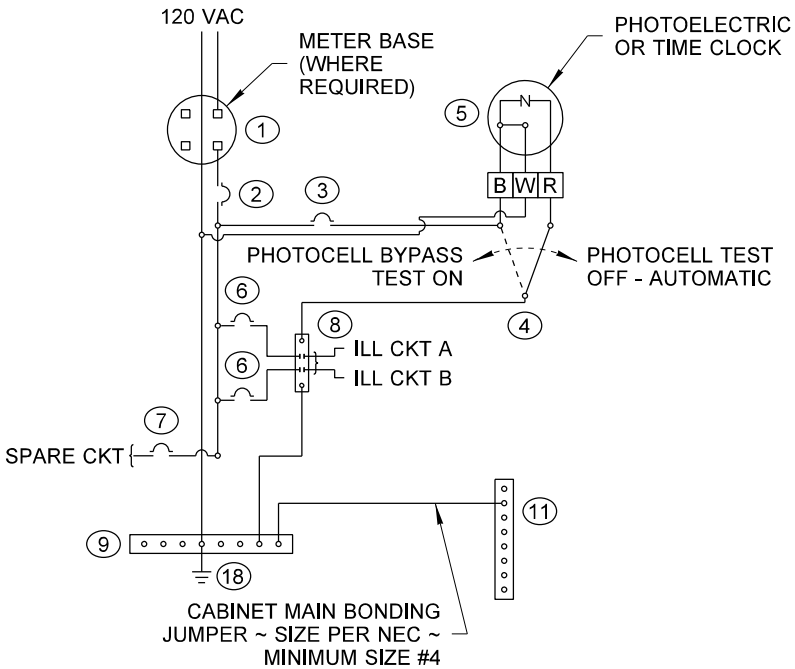 120 VAC
METER BASE
(WHERE
REQUIRED)
PHOTOELECTRIC
OR TIME CLOCK
1
5
2
3
B W R
PHOTOCELL BYPASS
TEST ON
PHOTOCELL TEST
OFF - AUTOMATIC
4
6
8
ILL CKT A
6
ILL CKT B
7
SPARE CKT
11
9
18
CABINET MAIN BONDING
JUMPER ~ SIZE PER NEC ~
MINIMUM SIZE #4